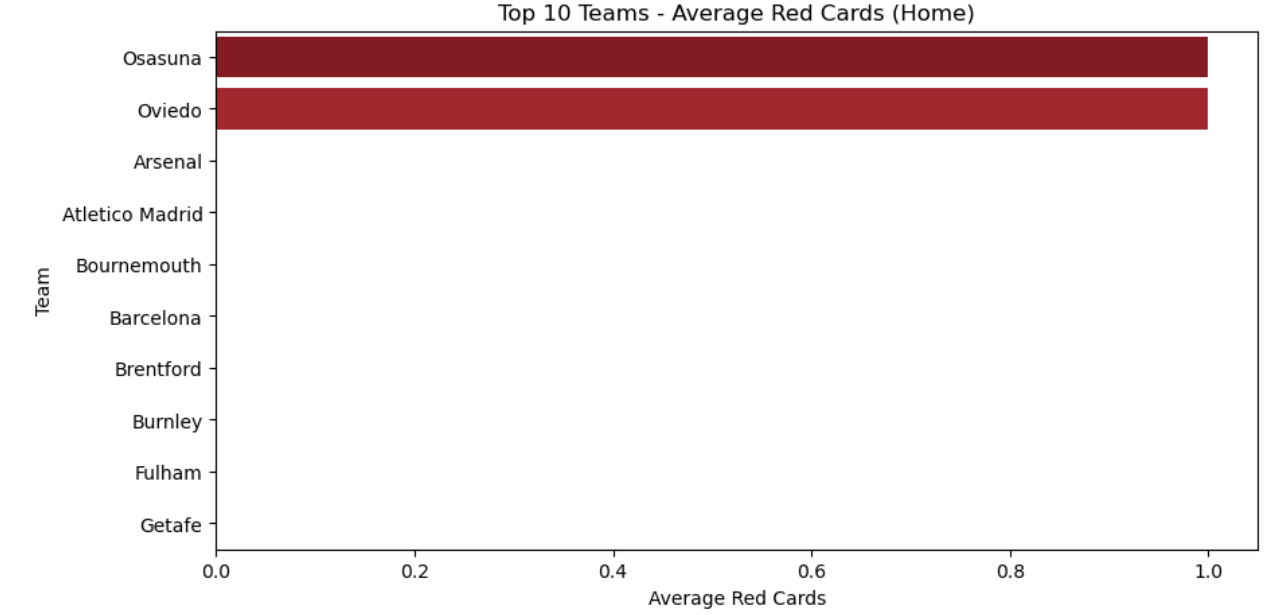 Top 10 Teams - Average Red Cards (Home)
Osasuna
Oviedo
Arsenal
Atletico Madrid
Bournemouth
Barcelona
Brentford
Burnley
Fulham
Getafe
Team
0.0 0.2 0.4 0.6 0.8 1.0
Average Red Cards